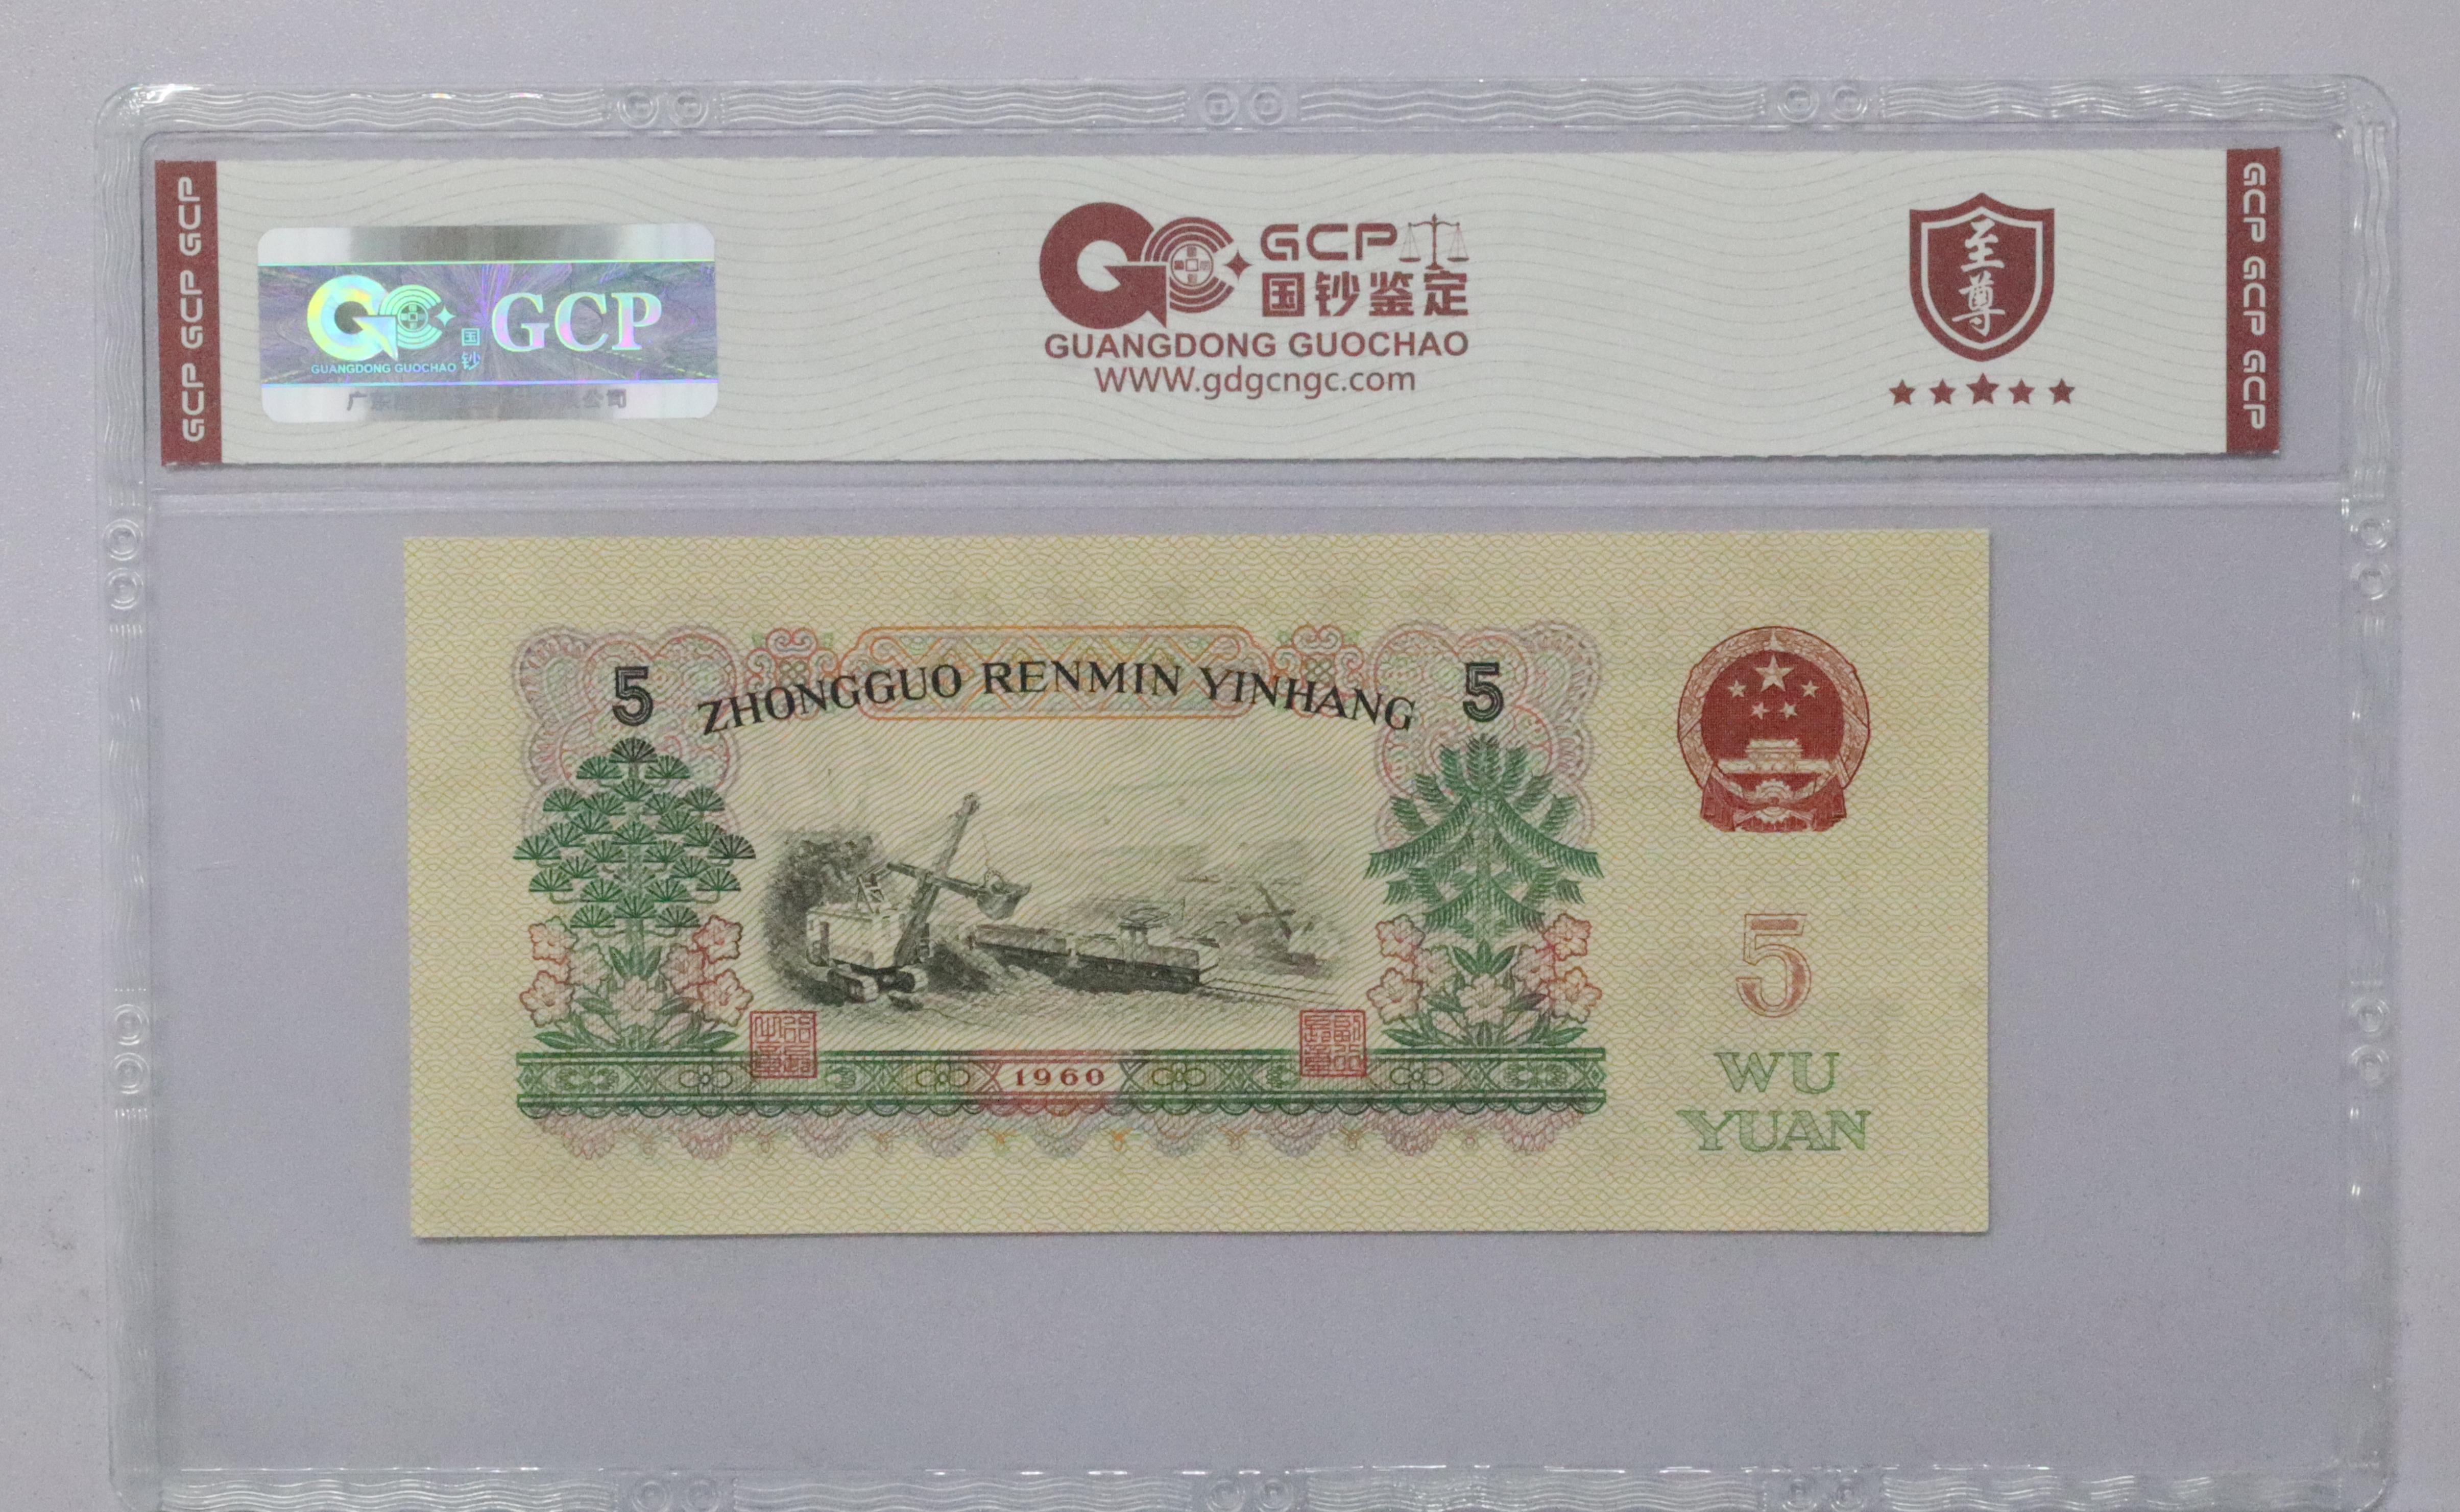 GCP GCP GCP
GCP
国钞
GUANGDONG GUOCHAO
GCP
国钞鉴定
GUANGDONG GUOCHAO
WWW.gdgcngc.com
至尊
GCP GCP GCP
5 ZHONGGUO RENMIN YINHANG 5
1960
5
WU
YUAN